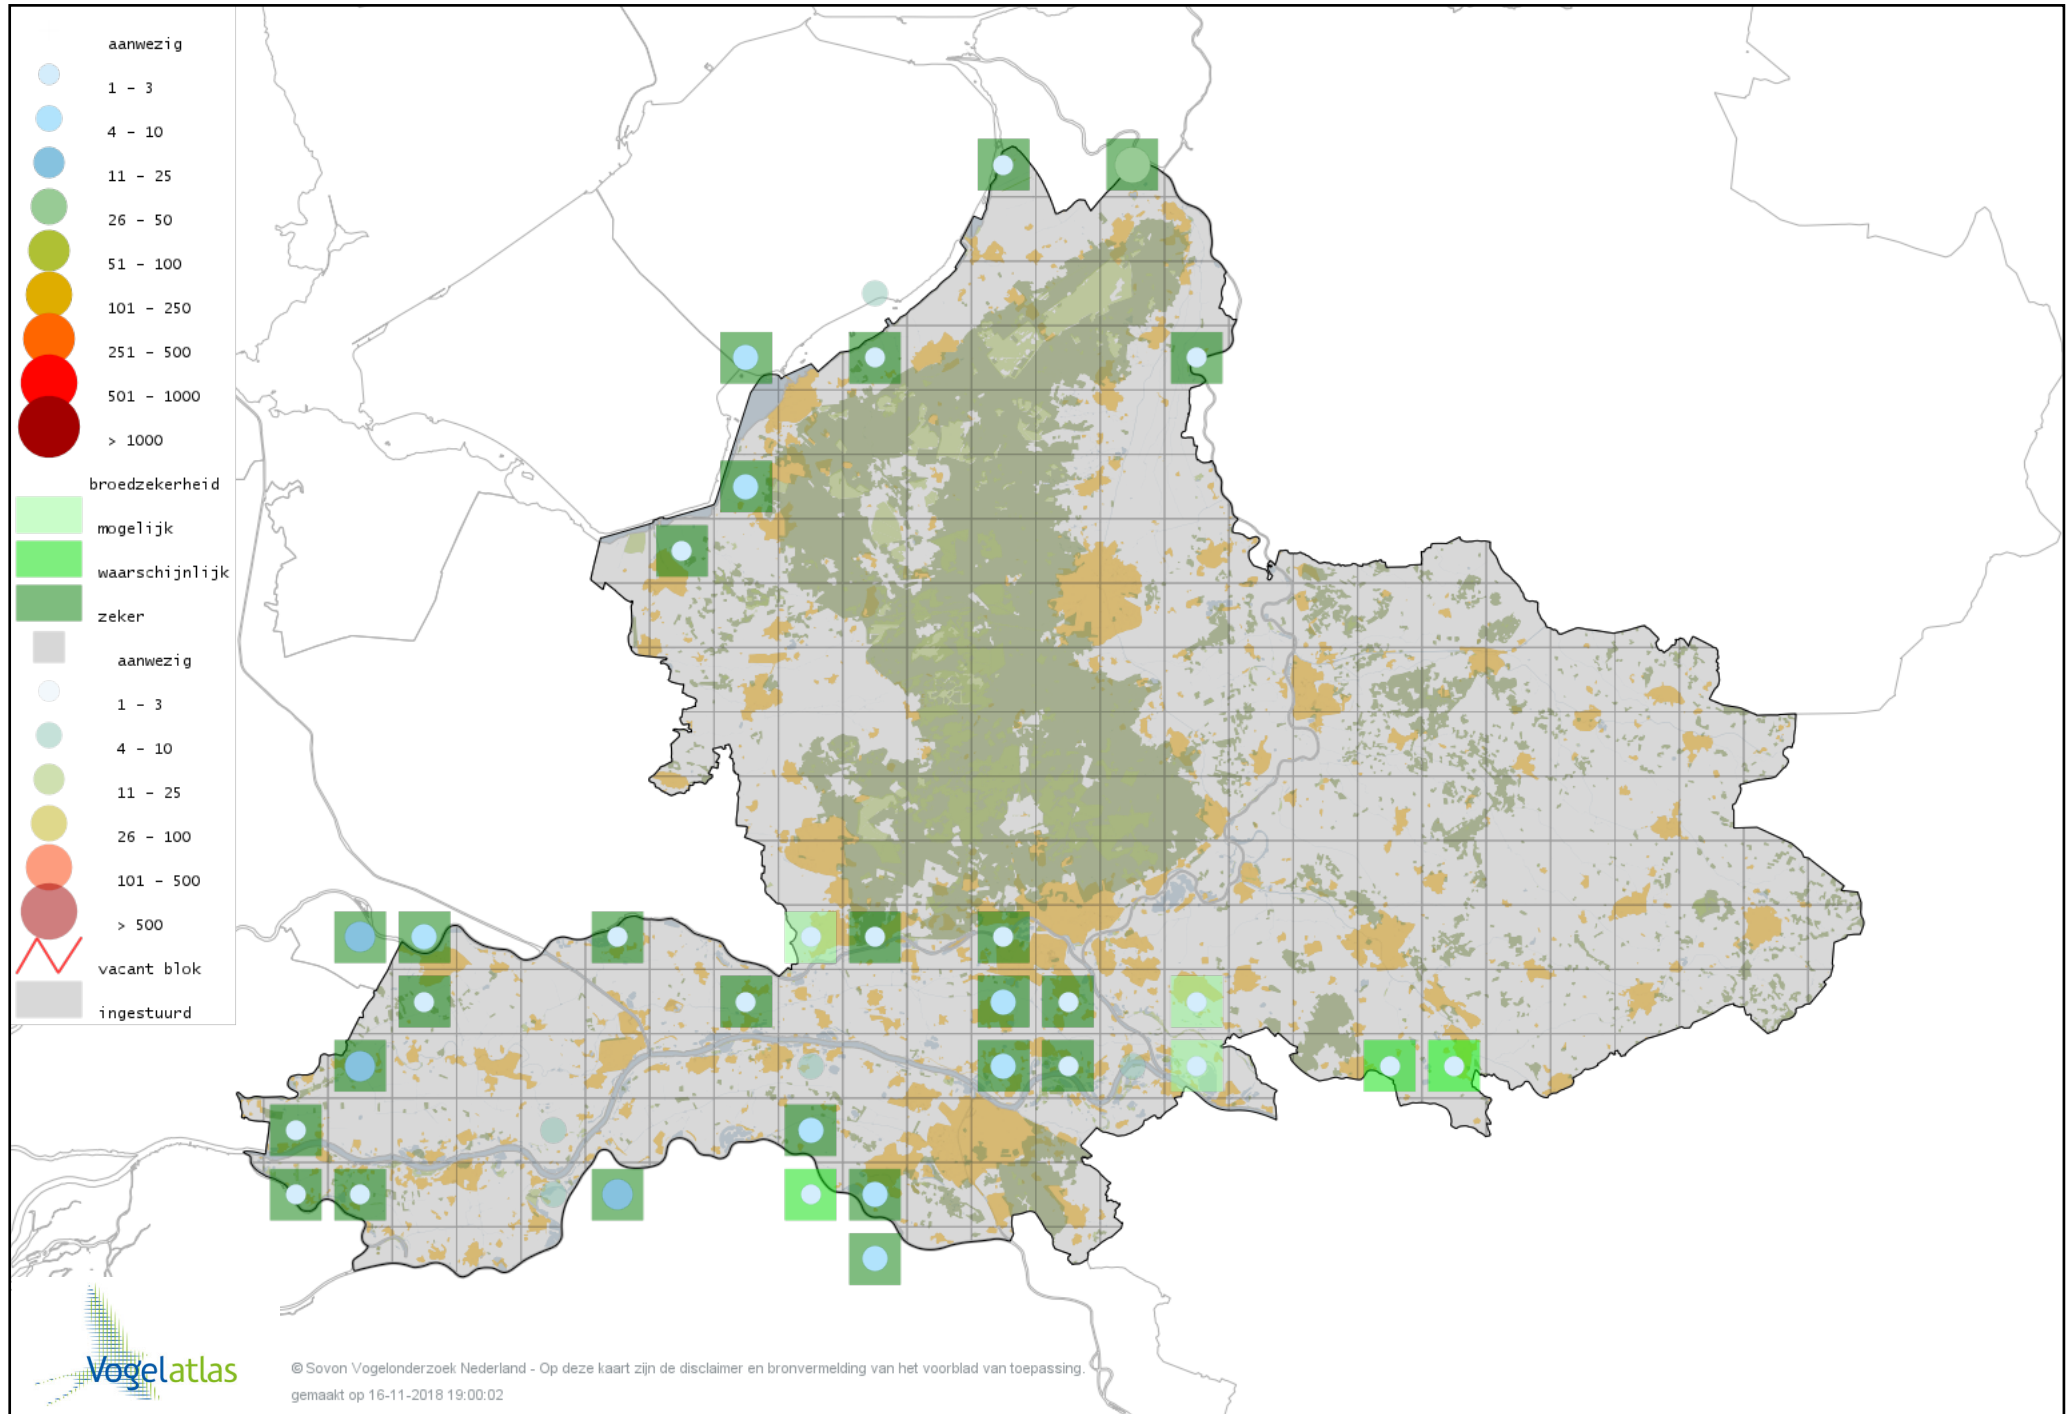 aanwezig
1 - 3
4 - 10
11 - 25
26 - 50
51 - 100
101 - 250
251 - 500
501 - 1000
> 1000
broedzekerheid
mogelijk
waarschijnlijk
zeker
aanwezig
1 - 3
4 - 10
11 - 25
26 - 100
101 - 500
> 500
vacant blok
ingestuurd
Vogelatlas
© Sovon Vogelonderzoek Nederland - Op deze kaart zijn de disclaimer en bronvermelding van het voorblad van toepassing.
gemaakt op 16-11-2018 19:00:02